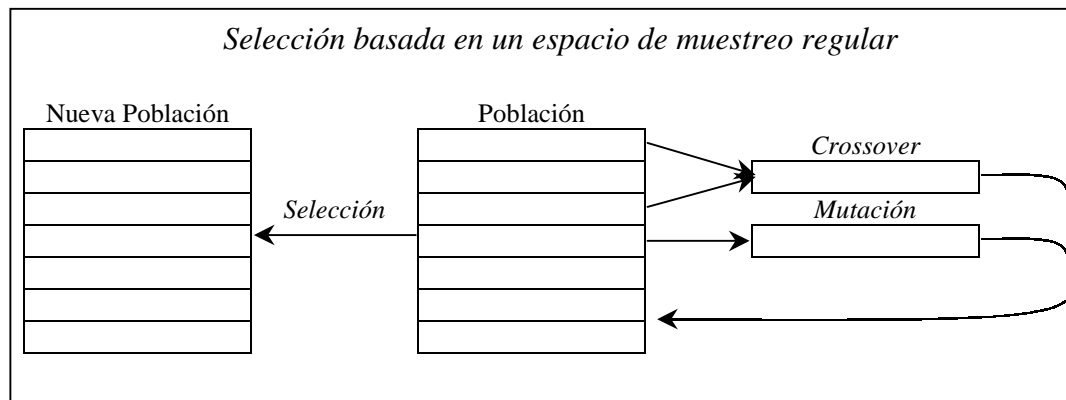 Selección basada en un espacio de muestreo regular
Nueva Población
Población
Crossover
Selección
Mutación